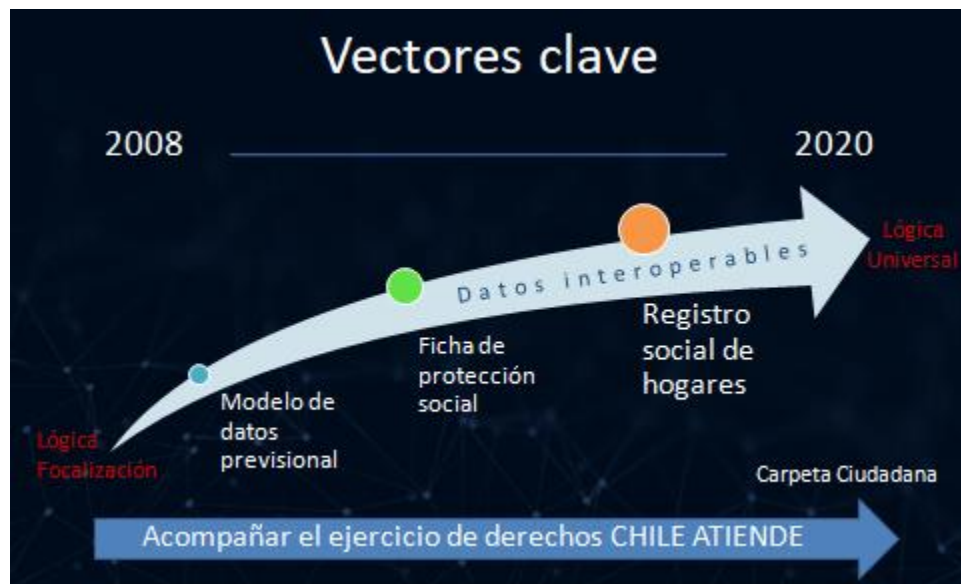 Vectores clave
2008
2020
Lógica
Universal
Datos interoperables
Registro
social de
hogares
Ficha de
protección
social
Modelo de
datos
previsional
Lógica
Focalización
Carpeta Ciudadana
Acompañar el ejercicio de derechos CHILE ATIENDE